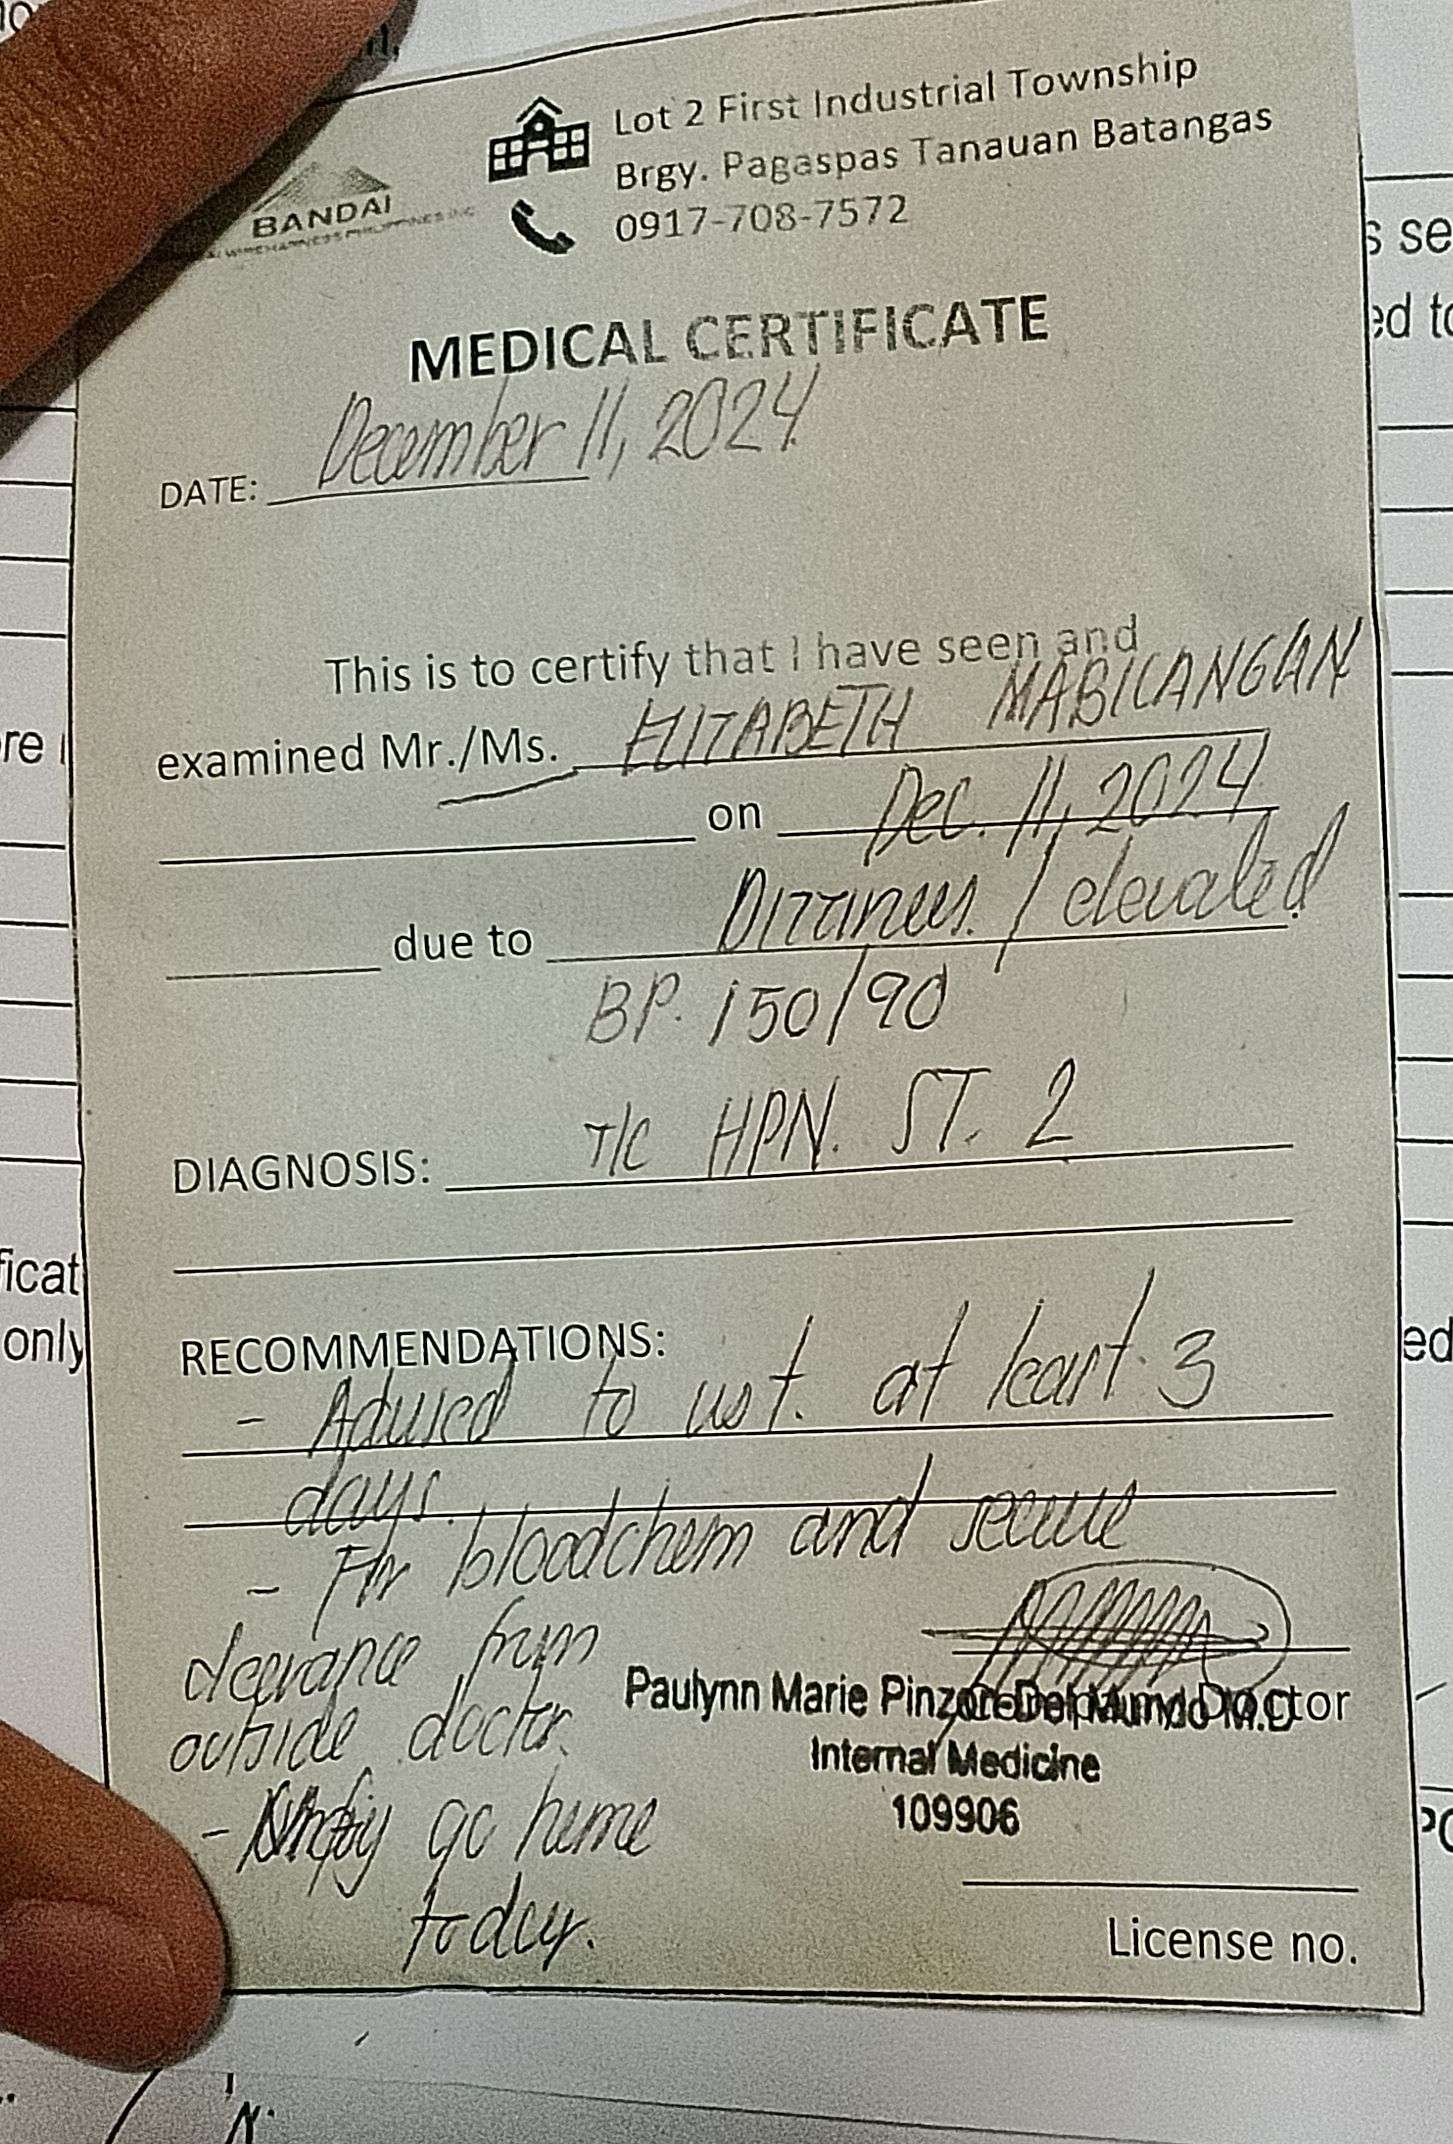 Lot 2 First Industrial Township
Brgy. Pagaspas Tanauan Batangas
0917-708-7572
BANDAI
WIREHARNESS PHILIPPINES INC
MEDICAL CERTIFICATE
DATE: December 11, 2024
This is to certify that I have seen and
examined Mr./Ms. ELIZABETH MABILANGAN
on Dec. 11, 2024
due to Dizziness / elevated
BP. 150/90
DIAGNOSIS: T/C HPN. ST. 2
RECOMMENDATIONS:
- Advised to rest at least 3
days.
- For bloodchem and secure
clearance from
outside doctor.
- go home
today.
Paulynn Marie Pinzon-Del Mundo M.D
Company Doctor
Internal Medicine
109906
License no.
s se
ed to
re
ficat
only
ed